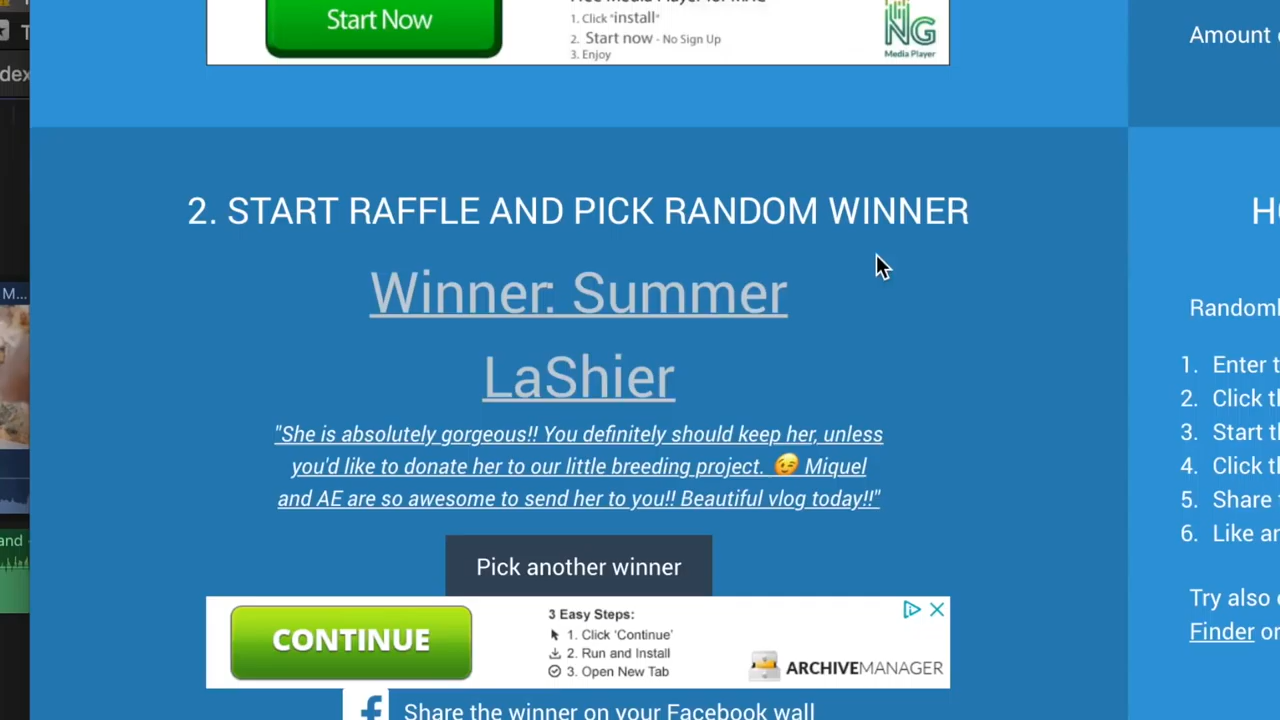 Start Now
1. Click "install"
2. Start now - No Sign Up
3. Enjoy
NG
Media Player
Amount
dex
M...
2. START RAFFLE AND PICK RANDOM WINNER
Winner: Summer
LaShier
"She is absolutely gorgeous!! You definitely should keep her, unless
you'd like to donate her to our little breeding project. 😉 Miquel
and AE are so awesome to send her to you!! Beautiful vlog today!!"
Pick another winner
and
1. Enter
2. Click
3. Start
4. Click
5. Share
6. Like
Try also
Finder
CONTINUE
3 Easy Steps:
1. Click 'Continue'
2. Run and Install
3. Open New Tab
ARCHIVEMANAGER
Share the winner on your Facebook wall